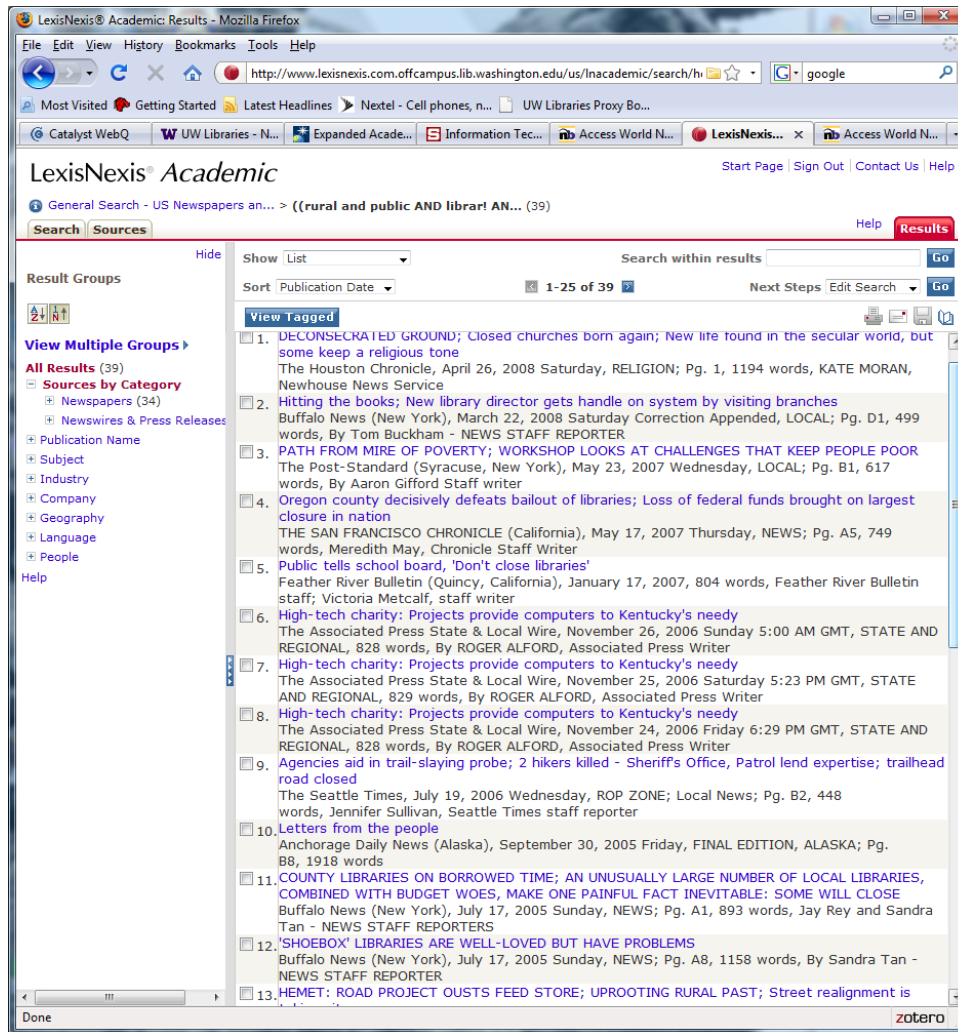 LexisNexis® Academic: Results - Mozilla Firefox
File Edit View History Bookmarks Tools Help
http://www.lexisnexis.com.offcampus.lib.washington.edu/us/lnacademic/search/h
G google
Most Visited Getting Started Latest Headlines Nextel - Cell phones, n... UW Libraries Proxy Bo...
Catalyst WebQ W UW Libraries - N... Expanded Acade... Information Tec... Access World N... LexisNexis... x Access World N...
LexisNexis® Academic
Start Page | Sign Out | Contact Us | Help
General Search - US Newspapers an... > ((rural and public AND librar! AN... (39)
Search Sources
Help Results
Hide
Result Groups
View Multiple Groups
All Results (39)
Sources by Category
Newspapers (34)
Newswires & Press Releases
Publication Name
Subject
Industry
Company
Geography
Language
People
Help
Show List Search within results Go
Sort Publication Date 1-25 of 39 Next Steps Edit Search Go
View Tagged
1. DECONSECRATED GROUND; Closed churches born again; New life found in the secular world, but
some keep a religious tone
The Houston Chronicle, April 26, 2008 Saturday, RELIGION; Pg. 1, 1194 words, KATE MORAN,
Newhouse News Service
2. Hitting the books; New library director gets handle on system by visiting branches
Buffalo News (New York), March 22, 2008 Saturday Correction Appended, LOCAL; Pg. D1, 499
words, By Tom Buckham - NEWS STAFF REPORTER
3. PATH FROM MIRE OF POVERTY; WORKSHOP LOOKS AT CHALLENGES THAT KEEP PEOPLE POOR
The Post-Standard (Syracuse, New York), May 23, 2007 Wednesday, LOCAL; Pg. B1, 617
words, By Aaron Gifford Staff writer
4. Oregon county decisively defeats bailout of libraries; Loss of federal funds brought on largest
closure in nation
THE SAN FRANCISCO CHRONICLE (California), May 17, 2007 Thursday, NEWS; Pg. A5, 749
words, Meredith May, Chronicle Staff Writer
5. Public tells school board, 'Don't close libraries'
Feather River Bulletin (Quincy, California), January 17, 2007, 804 words, Feather River Bulletin
staff; Victoria Metcalf, staff writer
6. High-tech charity: Projects provide computers to Kentucky's needy
The Associated Press State & Local Wire, November 26, 2006 Sunday 5:00 AM GMT, STATE AND
REGIONAL, 828 words, By ROGER ALFORD, Associated Press Writer
7. High-tech charity: Projects provide computers to Kentucky's needy
The Associated Press State & Local Wire, November 25, 2006 Saturday 5:23 PM GMT, STATE
AND REGIONAL, 829 words, By ROGER ALFORD, Associated Press Writer
8. High-tech charity: Projects provide computers to Kentucky's needy
The Associated Press State & Local Wire, November 24, 2006 Friday 6:29 PM GMT, STATE AND
REGIONAL, 828 words, By ROGER ALFORD, Associated Press Writer
9. Agencies aid in trail-slaying probe; 2 hikers killed - Sheriff's Office, Patrol lend expertise; trailhead
road closed
The Seattle Times, July 19, 2006 Wednesday, ROP ZONE; Local News; Pg. B2, 448
words, Jennifer Sullivan, Seattle Times staff reporter
10. Letters from the people
Anchorage Daily News (Alaska), September 30, 2005 Friday, FINAL EDITION, ALASKA; Pg.
B8, 1918 words
11. COUNTY LIBRARIES ON BORROWED TIME; AN UNUSUALLY LARGE NUMBER OF LOCAL LIBRARIES,
COMBINED WITH BUDGET WOES, MAKE ONE PAINFUL FACT INEVITABLE: SOME WILL CLOSE
Buffalo News (New York), July 17, 2005 Sunday, NEWS; Pg. A1, 893 words, Jay Rey and Sandra
Tan - NEWS STAFF REPORTERS
12. 'SHOEBOX' LIBRARIES ARE WELL-LOVED BUT HAVE PROBLEMS
Buffalo News (New York), July 17, 2005 Sunday, NEWS; Pg. A8, 1158 words, By Sandra Tan -
NEWS STAFF REPORTER
13. HEMET: ROAD PROJECT OUSTS FEED STORE; UPROOTING RURAL PAST; Street realignment is
Done
zotero